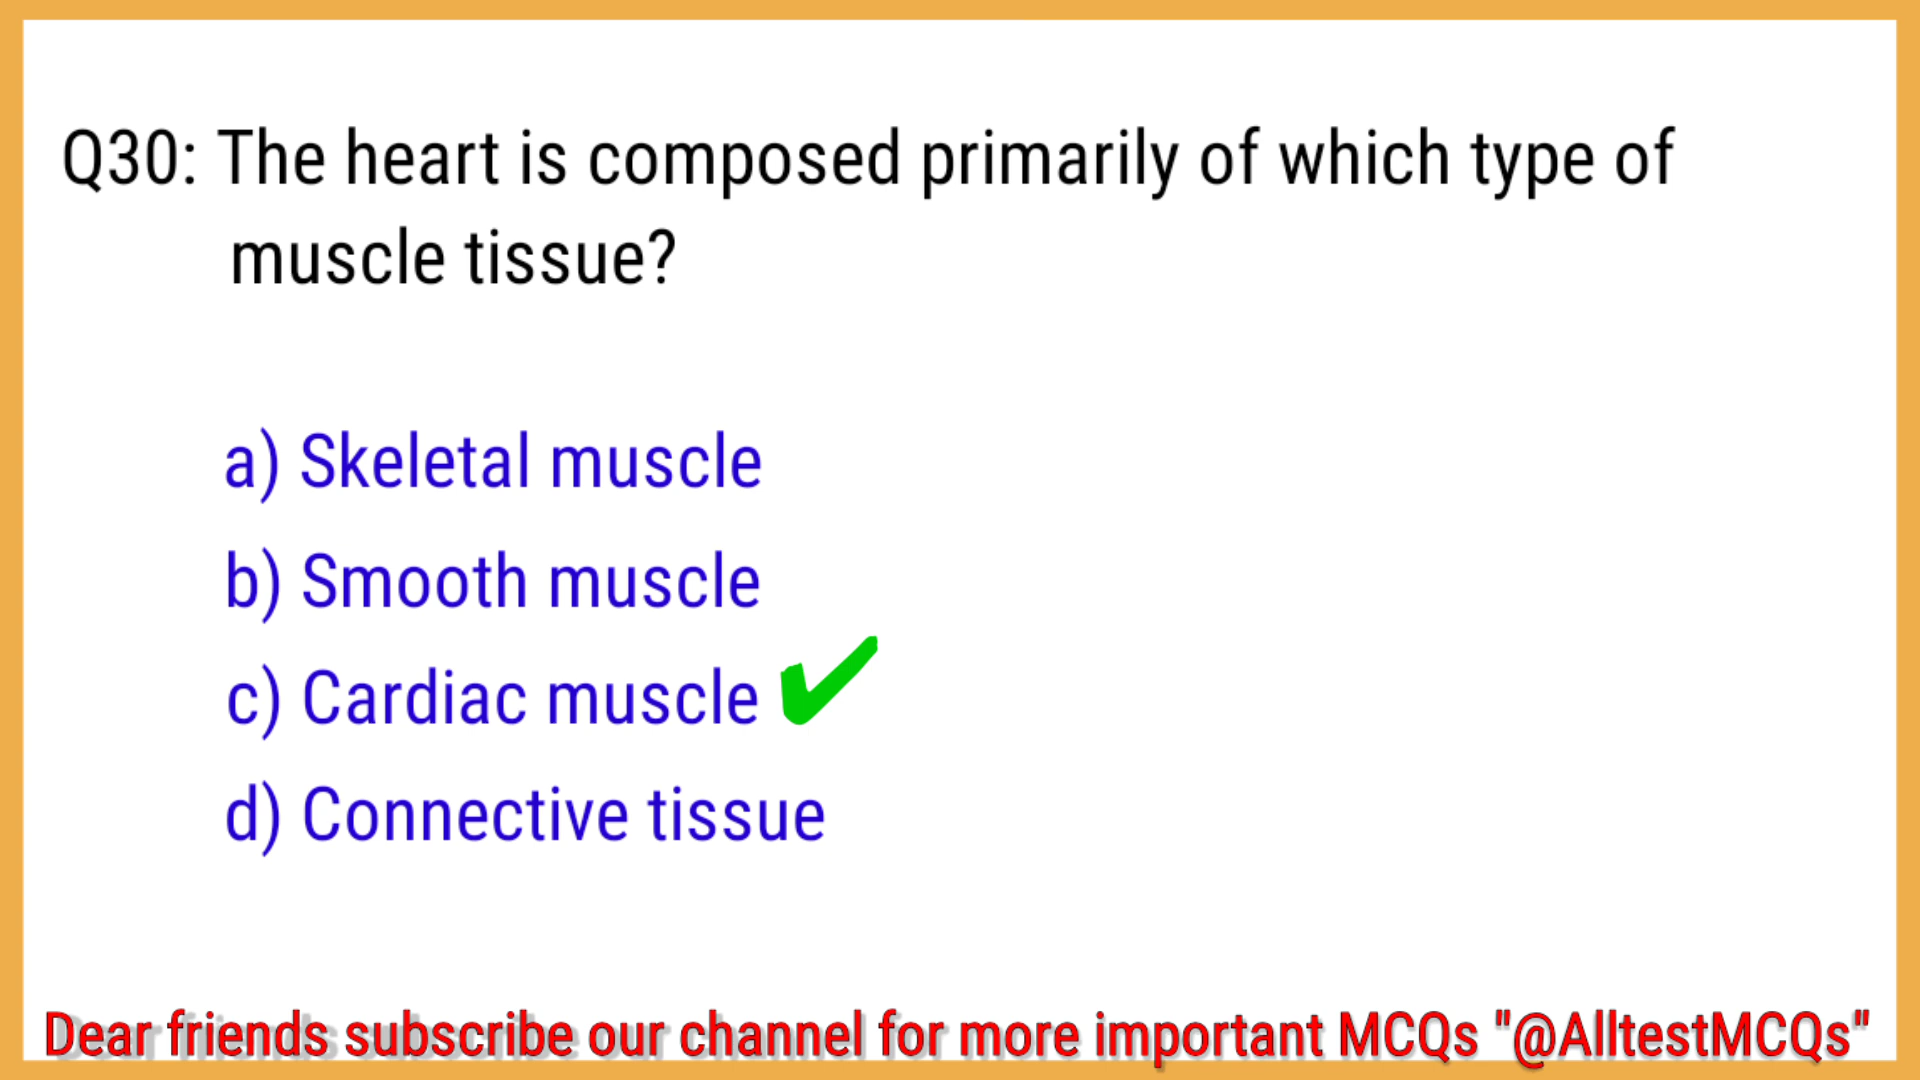 Q30: The heart is composed primarily of which type of
muscle tissue?
a) Skeletal muscle
b) Smooth muscle
c) Cardiac muscle
d) Connective tissue
Dear friends subscribe our channel for more important MCQs "@AlltestMCQs"